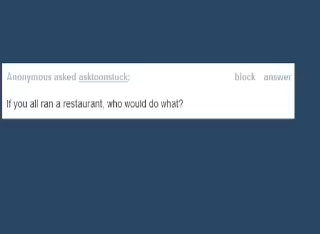 Anonymous asked asktoomstuck: block answer
If you all ran a restaurant, who would do what?